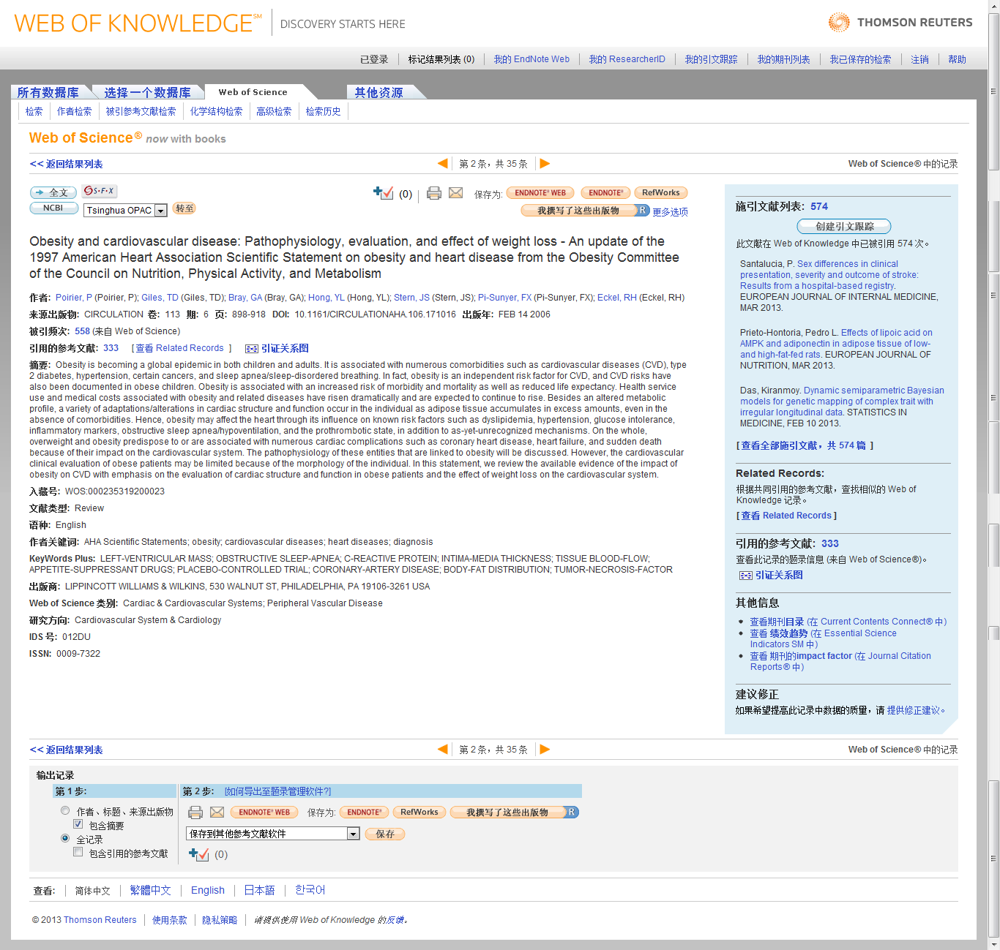 WEB OF KNOWLEDGE℠ DISCOVERY STARTS HERE
THOMSON REUTERS
已登录 标记结果列表 (0) 我的 EndNote Web 我的 ResearcherID 我的引文跟踪 我的期刊列表 我已保存的检索 注销 帮助
所有数据库 选择一个数据库 Web of Science 其他资源
检索 作者检索 被引参考文献检索 化学结构检索 高级检索 检索历史
Web of Science® now with books
<< 返回结果列表 第 2 条，共 35 条 Web of Science® 中的记录
全文 S·F·X
NCBI Tsinghua OPAC 转至
(0) 保存为: ENDNOTE® WEB ENDNOTE® RefWorks
我撰写了这些出版物 R 更多选项
Obesity and cardiovascular disease: Pathophysiology, evaluation, and effect of weight loss - An update of the
1997 American Heart Association Scientific Statement on obesity and heart disease from the Obesity Committee
of the Council on Nutrition, Physical Activity, and Metabolism
作者: Poirier, P (Poirier, P); Giles, TD (Giles, TD); Bray, GA (Bray, GA); Hong, YL (Hong, YL); Stern, JS (Stern, JS); Pi-Sunyer, FX (Pi-Sunyer, FX); Eckel, RH (Eckel, RH)
来源出版物: CIRCULATION 卷: 113 期: 6 页: 898-918 DOI: 10.1161/CIRCULATIONAHA.106.171016 出版年: FEB 14 2006
被引频次: 558 (来自 Web of Science)
引用的参考文献: 333 [ 查看 Related Records ] 引证关系图
摘要: Obesity is becoming a global epidemic in both children and adults. It is associated with numerous comorbidities such as cardiovascular diseases (CVD), type
2 diabetes, hypertension, certain cancers, and sleep apnea/sleep-disordered breathing. In fact, obesity is an independent risk factor for CVD, and CVD risks have
also been documented in obese children. Obesity is associated with an increased risk of morbidity and mortality as well as reduced life expectancy. Health service
use and medical costs associated with obesity and related diseases have risen dramatically and are expected to continue to rise. Besides an altered metabolic
profile, a variety of adaptations/alterations in cardiac structure and function occur in the individual as adipose tissue accumulates in excess amounts, even in the
absence of comorbidities. Hence, obesity may affect the heart through its influence on known risk factors such as dyslipidemia, hypertension, glucose intolerance,
inflammatory markers, obstructive sleep apnea/hypoventilation, and the prothrombotic state, in addition to as-yet-unrecognized mechanisms. On the whole,
overweight and obesity predispose to or are associated with numerous cardiac complications such as coronary heart disease, heart failure, and sudden death
because of their impact on the cardiovascular system. The pathophysiology of these entities that are linked to obesity will be discussed. However, the cardiovascular
clinical evaluation of obese patients may be limited because of the morphology of the individual. In this statement, we review the available evidence of the impact of
obesity on CVD with emphasis on the evaluation of cardiac structure and function in obese patients and the effect of weight loss on the cardiovascular system.
入藏号: WOS:000235319200023
文献类型: Review
语种: English
作者关键词: AHA Scientific Statements; obesity; cardiovascular diseases; heart diseases; diagnosis
KeyWords Plus: LEFT-VENTRICULAR MASS; OBSTRUCTIVE SLEEP-APNEA; C-REACTIVE PROTEIN; INTIMA-MEDIA THICKNESS; TISSUE BLOOD-FLOW;
APPETITE-SUPPRESSANT DRUGS; PLACEBO-CONTROLLED TRIAL; CORONARY-ARTERY DISEASE; BODY-FAT DISTRIBUTION; TUMOR-NECROSIS-FACTOR
出版商: LIPPINCOTT WILLIAMS & WILKINS, 530 WALNUT ST, PHILADELPHIA, PA 19106-3261 USA
Web of Science 类别: Cardiac & Cardiovascular Systems; Peripheral Vascular Disease
研究方向: Cardiovascular System & Cardiology
IDS 号: 012DU
ISSN: 0009-7322
施引文献列表: 574
创建引文跟踪
此文献在 Web of Knowledge 中已被引用 574 次。
Santalucia, P. Sex differences in clinical
presentation, severity and outcome of stroke:
Results from a hospital-based registry.
EUROPEAN JOURNAL OF INTERNAL MEDICINE,
MAR 2013.
Prieto-Hontoria, Pedro L. Effects of lipoic acid on
AMPK and adiponectin in adipose tissue of low-
and high-fat-fed rats. EUROPEAN JOURNAL OF
NUTRITION, MAR 2013.
Das, Kiranmoy. Dynamic semiparametric Bayesian
models for genetic mapping of complex trait with
irregular longitudinal data. STATISTICS IN
MEDICINE, FEB 10 2013.
[ 查看全部施引文献，共 574 篇 ]
Related Records:
根据共同引用的参考文献，查找相似的 Web of
Knowledge 记录。
[ 查看 Related Records ]
引用的参考文献: 333
查看此记录的题录信息 (来自 Web of Science®)。
引证关系图
其他信息
查看期刊目录 (在 Current Contents Connect® 中)
查看 绩效趋势 (在 Essential Science
Indicators SM 中)
查看 期刊的impact factor (在 Journal Citation
Reports® 中)
建议修正
如果希望提高此记录中数据的质量，请 提供修正建议。
<< 返回结果列表 第 2 条，共 35 条 Web of Science® 中的记录
输出记录
第 1 步: 第 2 步: [如何导出至题录管理软件?]
作者、标题、来源出版物
包含摘要
全记录
包含引用的参考文献
ENDNOTE® WEB 保存为: ENDNOTE® RefWorks 我撰写了这些出版物 R
保存到其他参考文献软件 保存
(0)
查看: 简体中文 繁體中文 English 日本語 한국어
© 2013 Thomson Reuters 使用条款 隐私策略 请提供使用 Web of Knowledge 的反馈。